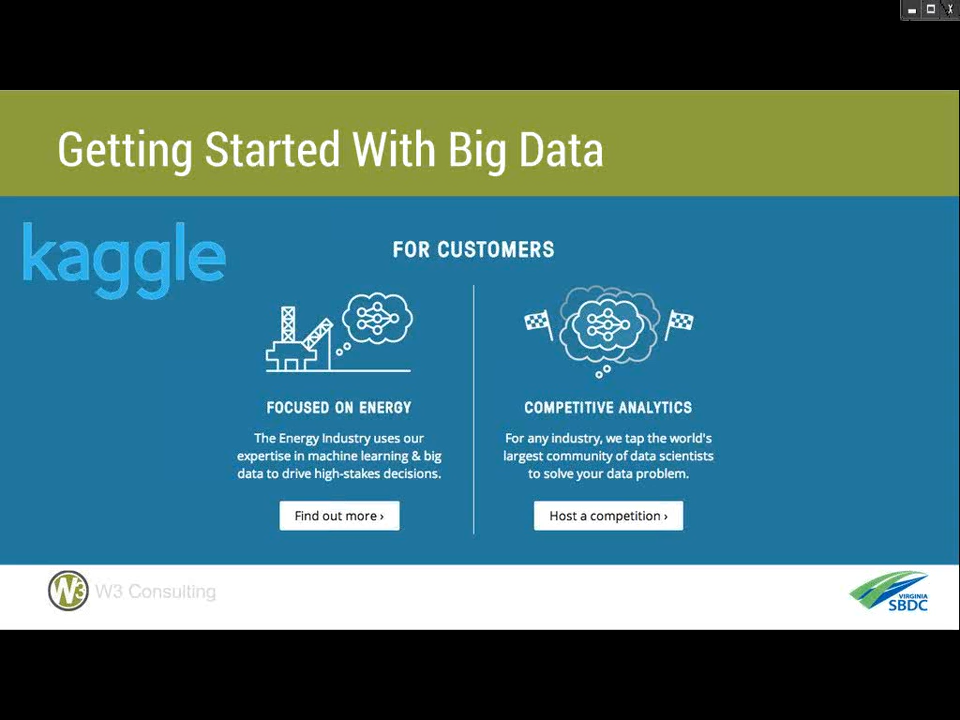 Getting Started With Big Data
kaggle
FOR CUSTOMERS
FOCUSED ON ENERGY
The Energy Industry uses our
expertise in machine learning & big
data to drive high-stakes decisions.
Find out more ›
COMPETITIVE ANALYTICS
For any industry, we tap the world's
largest community of data scientists
to solve your data problem.
Host a competition ›
W3 W3 Consulting
VIRGINIA
SBDC